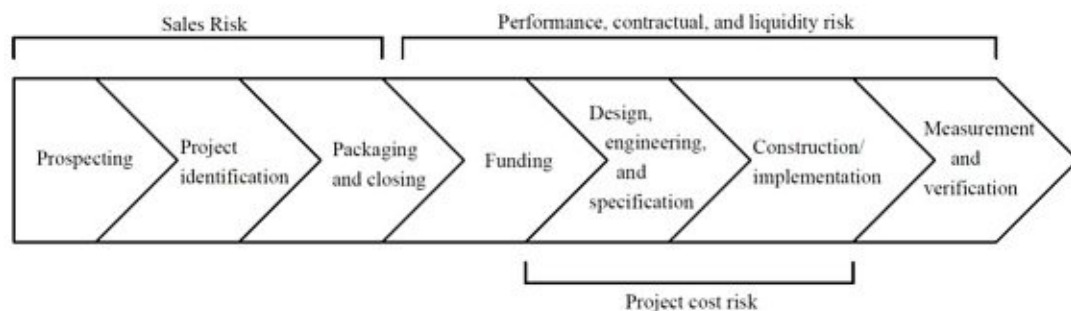 Sales Risk
Performance, contractual, and liquidity risk
Prospecting
Project
identification
Packaging
and closing
Funding
Design,
engineering,
and
specification
Construction/
implementation
Measurement
and
verification
Project cost risk